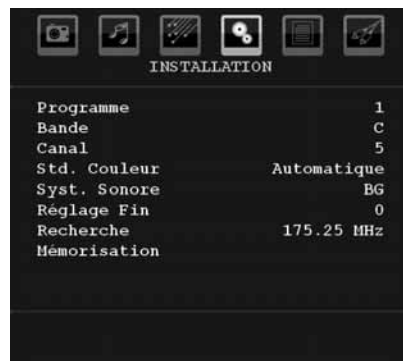 INSTALLATION
Programme 1
Bande C
Canal 5
Std. Couleur Automatique
Syst. Sonore BG
Réglage Fin 0
Recherche 175.25 MHz
Mémorisation